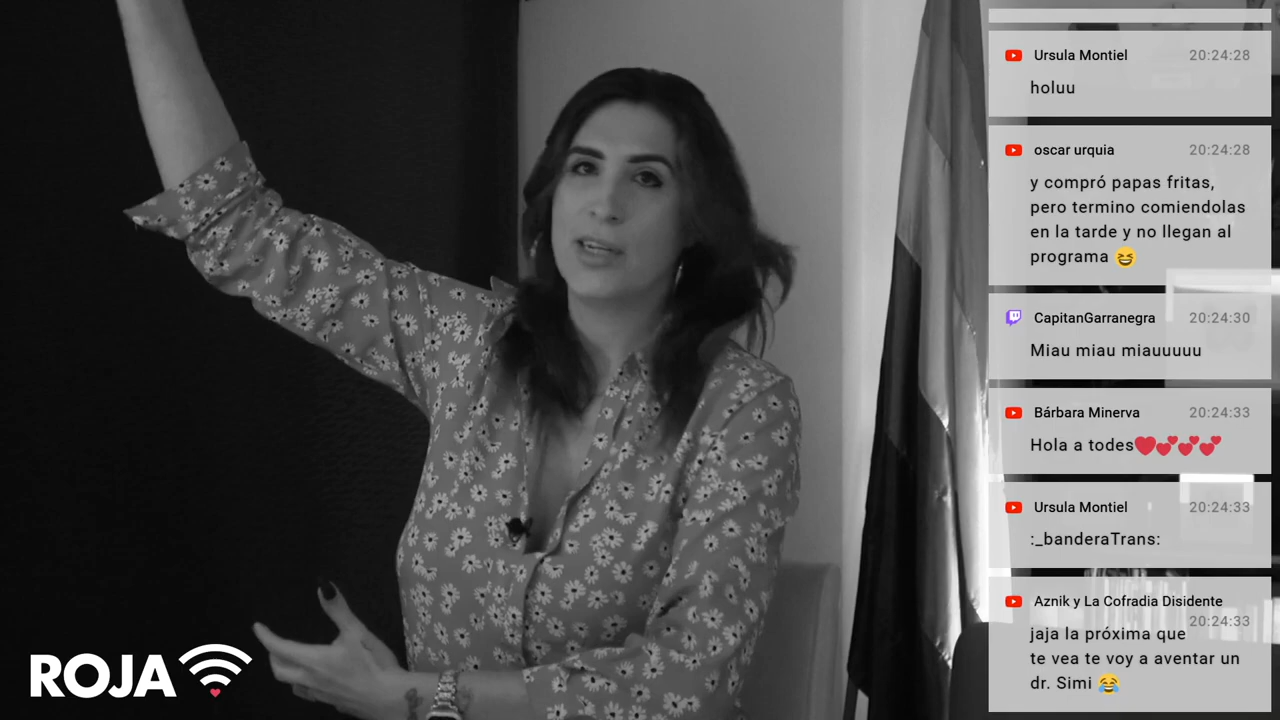 Ursula Montiel 20:24:28
holuu
oscar urquia 20:24:28
y compró papas fritas,
pero termino comiendolas
en la tarde y no llegan al
programa 😆
CapitanGarranegra 20:24:30
Miau miau miauuuuu
Bárbara Minerva 20:24:33
Hola a todes❤️💕💕💕
Ursula Montiel 20:24:33
:_banderaTrans:
Aznik y La Cofradia Disidente
20:24:33
jaja la próxima que
te vea te voy a aventar un
dr. Simi 😂
ROJA